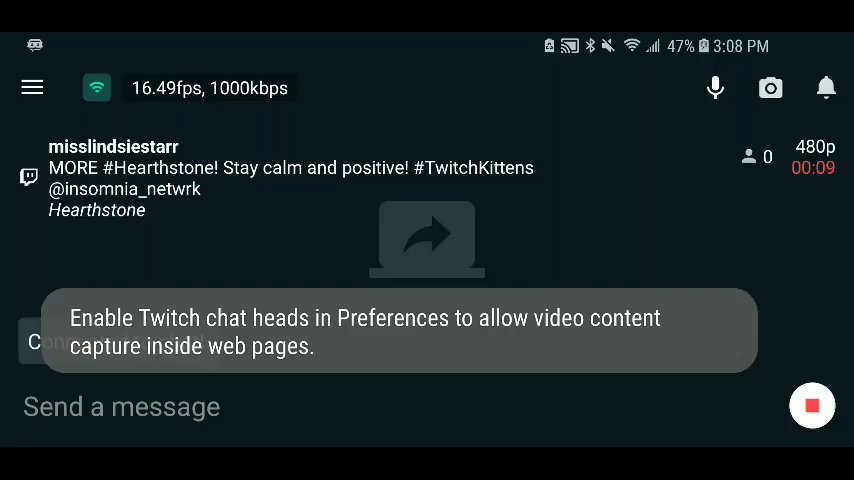 47% 3:08 PM
16.49fps, 1000kbps
misslindsiestarr
MORE #Hearthstone! Stay calm and positive! #TwitchKittens
@insomnia_netwrk
Hearthstone
0
480p
00:09
Enable Twitch chat heads in Preferences to allow video content
capture inside web pages.
Send a message